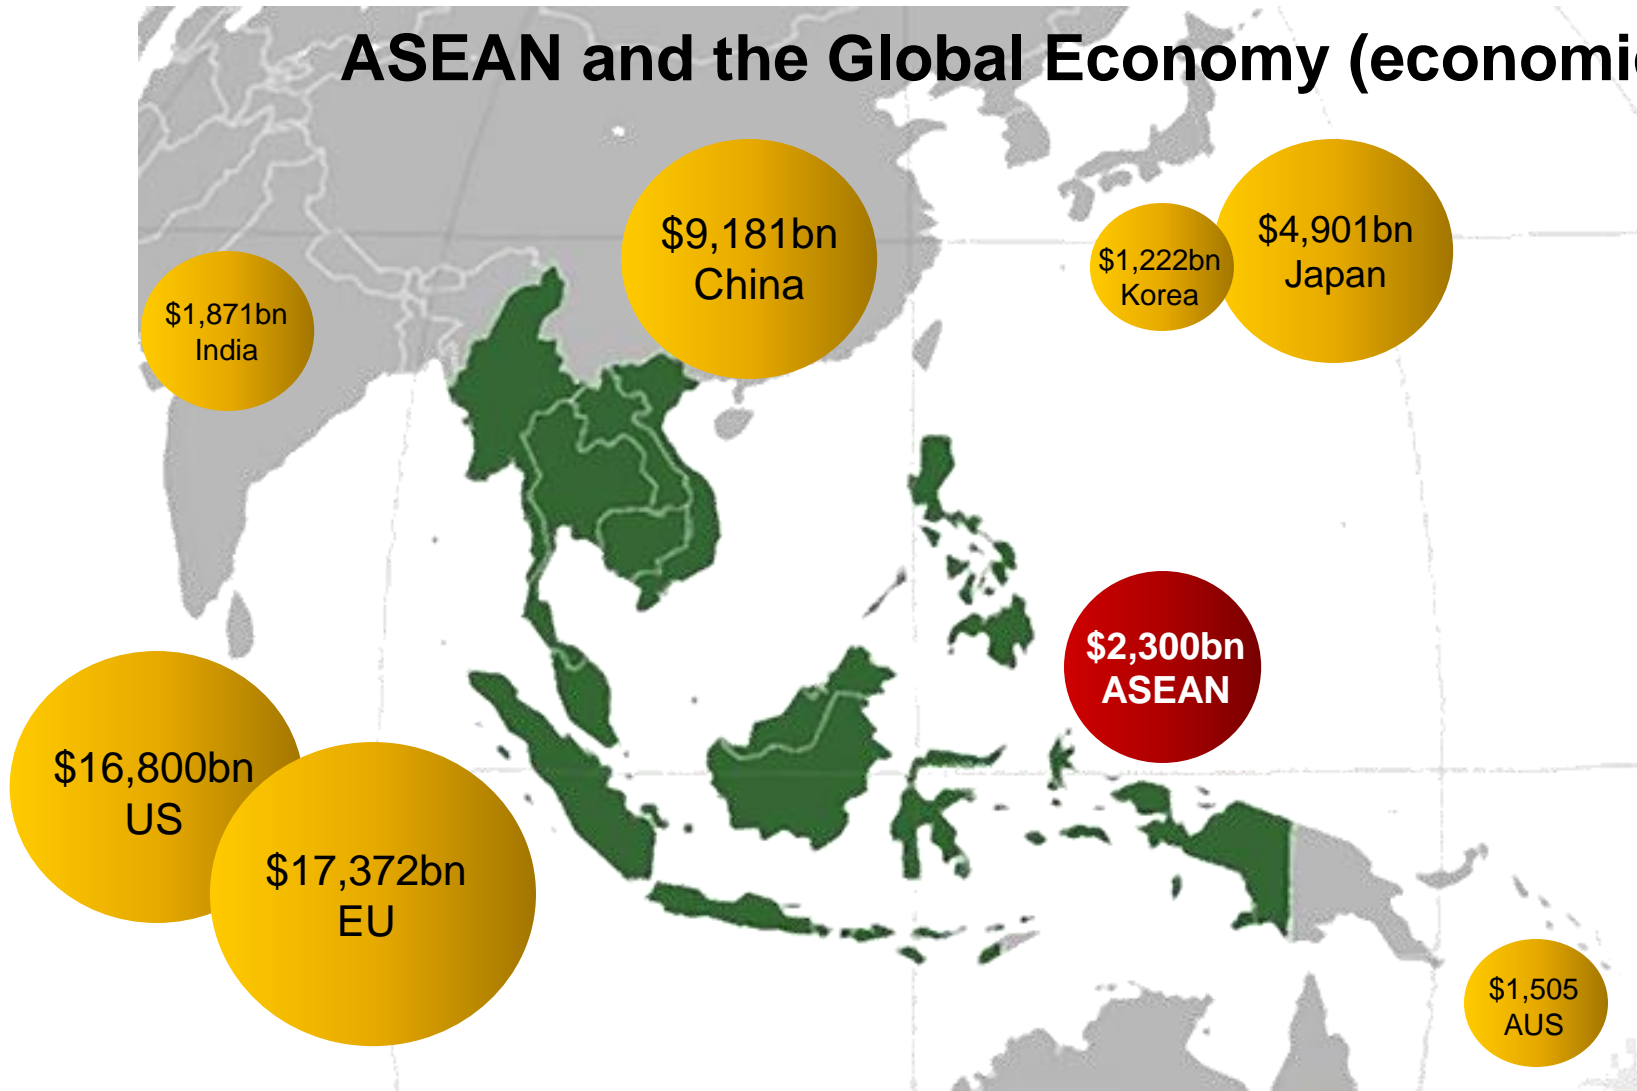 ASEAN and the Global Economy (economi
$9,181bn
China
$4,901bn
Japan
$1,222bn
Korea
$1,871bn
India
$2,300bn
ASEAN
$16,800bn
US
$17,372bn
EU
$1,505
AUS